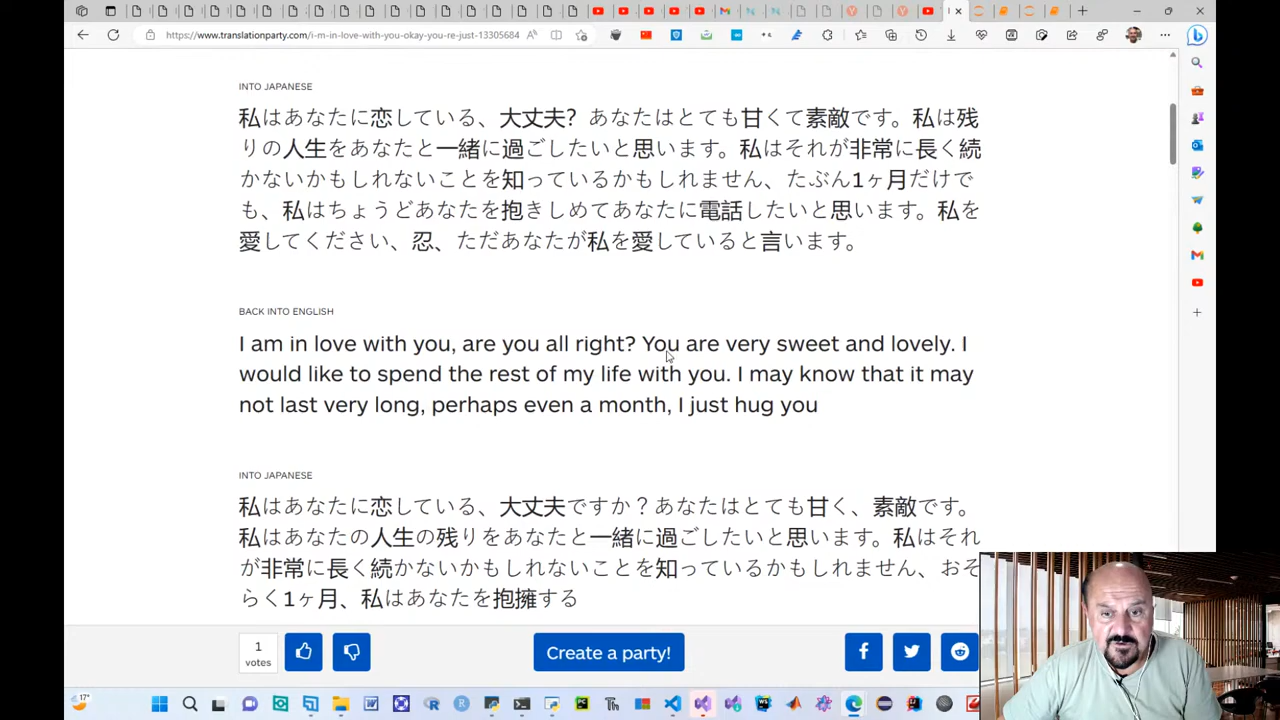 https://www.translationparty.com/i-m-in-love-with-you-okay-you-re-just-13305684
INTO JAPANESE
私はあなたに恋している、大丈夫? あなたはとても甘くて素敵です。私は残
りの人生をあなたと一緒に過ごしたいと思います。私はそれが非常に長く続
かないかもしれないことを知っているかもしれません、たぶん1ヶ月だけで
も、私はちょうどあなたを抱きしめてあなたに電話したいと思います。私を
愛してください、忍、ただあなたが私を愛していると言います。
BACK INTO ENGLISH
I am in love with you, are you all right? You are very sweet and lovely. I
would like to spend the rest of my life with you. I may know that it may
not last very long, perhaps even a month, I just hug you
INTO JAPANESE
私はあなたに恋している、大丈夫ですか？あなたはとても甘く、素敵です。
私はあなたの人生の残りをあなたと一緒に過ごしたいと思います。私はそれ
が非常に長く続かないかもしれないことを知っているかもしれません、おそ
らく1ヶ月、私はあなたを抱擁する
1
votes
Create a party!
17°